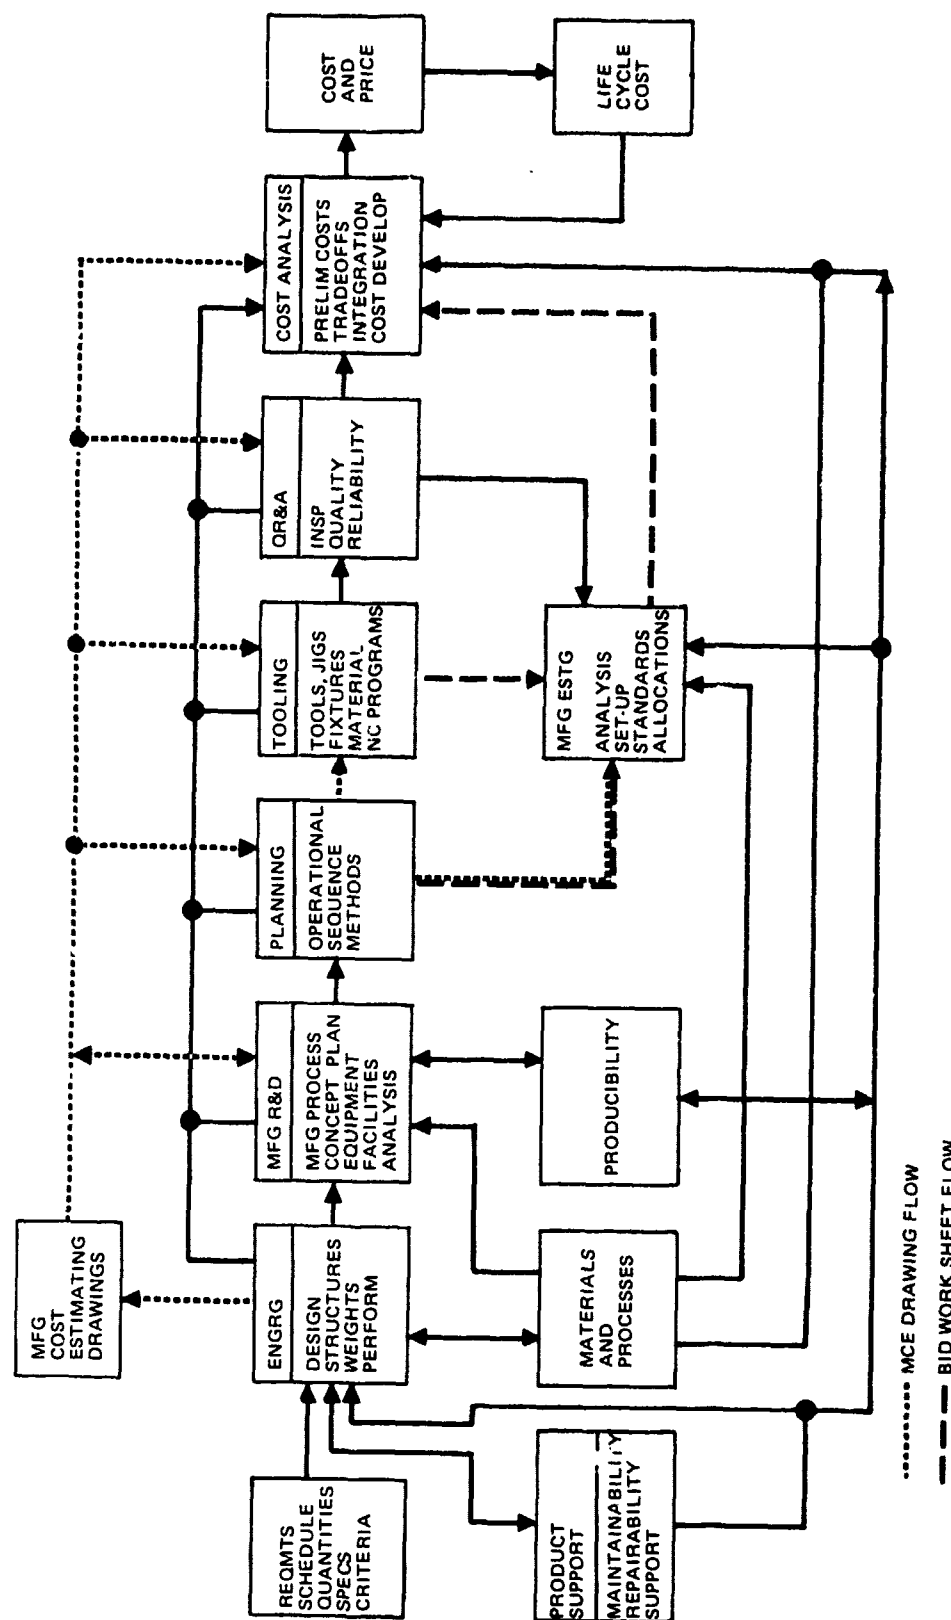 MFG
COST
ESTIMATING
DRAWINGS
REQMTS
SCHEDULE
QUANTITIES
SPECS
CRITERIA
ENGRG
DESIGN
STRUCTURES
WEIGHTS
PERFORM
MFG R&D
MFG PROCESS
CONCEPT PLAN
EQUIPMENT
FACILITIES
ANALYSIS
PLANNING
OPERATIONAL
SEQUENCE
METHODS
TOOLING
TOOLS, JIGS
FIXTURES
MATERIAL
NC PROGRAMS
QR&A
INSP
QUALITY
RELIABILITY
COST ANALYSIS
PRELIM COSTS
TRADEOFFS
INTEGRATION
COST DEVELOP
COST
AND
PRICE
PRODUCT
SUPPORT
MAINTAINABILITY
REPAIRABILITY
SUPPORT
MATERIALS
AND
PROCESSES
PRODUCIBILITY
MFG ESTG
ANALYSIS
SET-UP
STANDARDS
ALLOCATIONS
LIFE
CYCLE
COST
MCE DRAWING FLOW
BID WORK SHEET FLOW